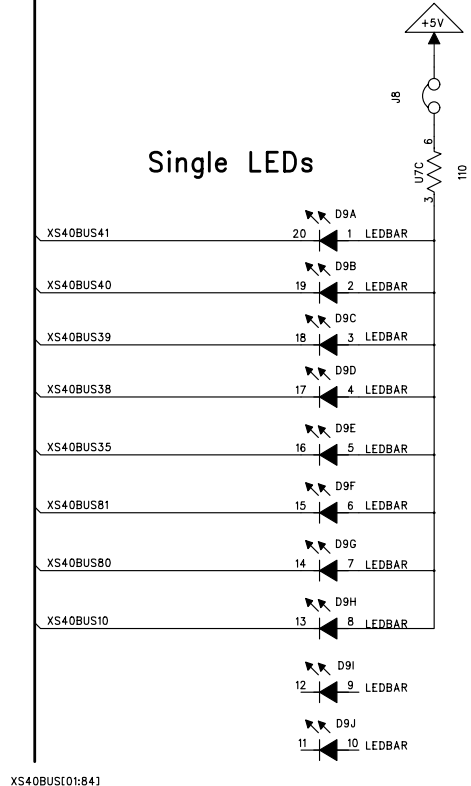 +5V
J8
6
U7C
110
3
Single LEDs
D9A
XS40BUS41 20 1 LEDBAR
D9B
XS40BUS40 19 2 LEDBAR
D9C
XS40BUS39 18 3 LEDBAR
D9D
XS40BUS38 17 4 LEDBAR
D9E
XS40BUS35 16 5 LEDBAR
D9F
XS40BUS81 15 6 LEDBAR
D9G
XS40BUS80 14 7 LEDBAR
D9H
XS40BUS10 13 8 LEDBAR
D9I
12 9 LEDBAR
D9J
11 10 LEDBAR
XS40BUS[01:84]